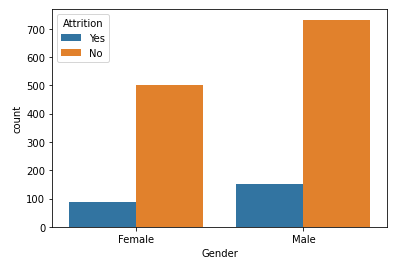 Attrition
Yes
No
700
600
500
400
300
200
100
0
count
Female
Male
Gender